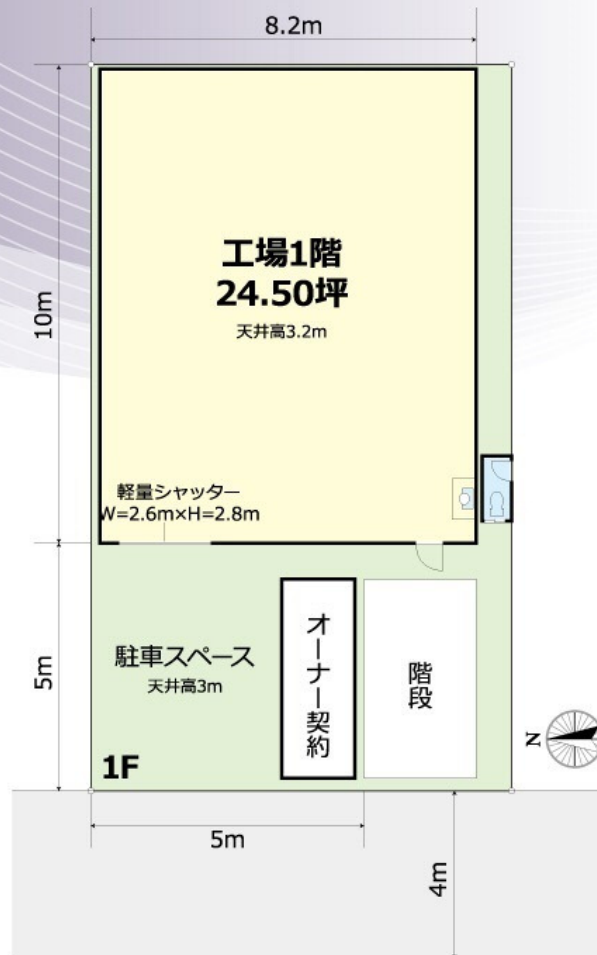 8.2m
10m
工場1階
24.50坪
天井高3.2m
軽量シャッター
W=2.6m×H=2.8m
5m
駐車スペース
天井高3m
オーナー契約
階段
1F
N
5m
4m